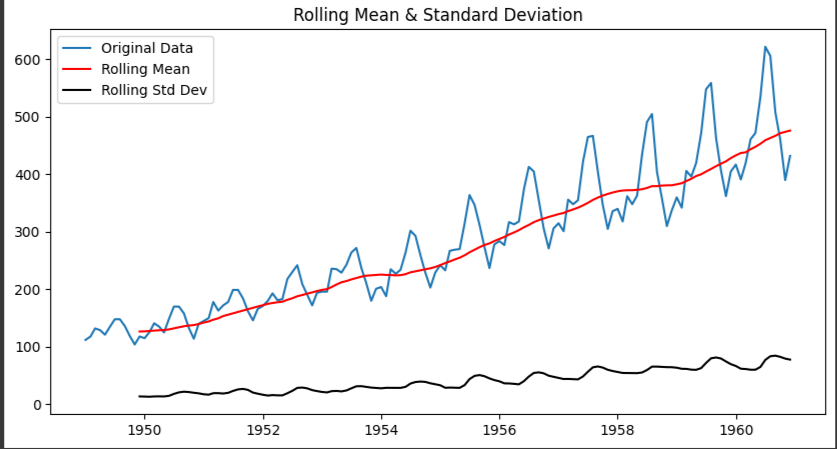 Rolling Mean & Standard Deviation
Original Data
Rolling Mean
Rolling Std Dev
600
500
400
300
200
100
0
1950 1952 1954 1956 1958 1960